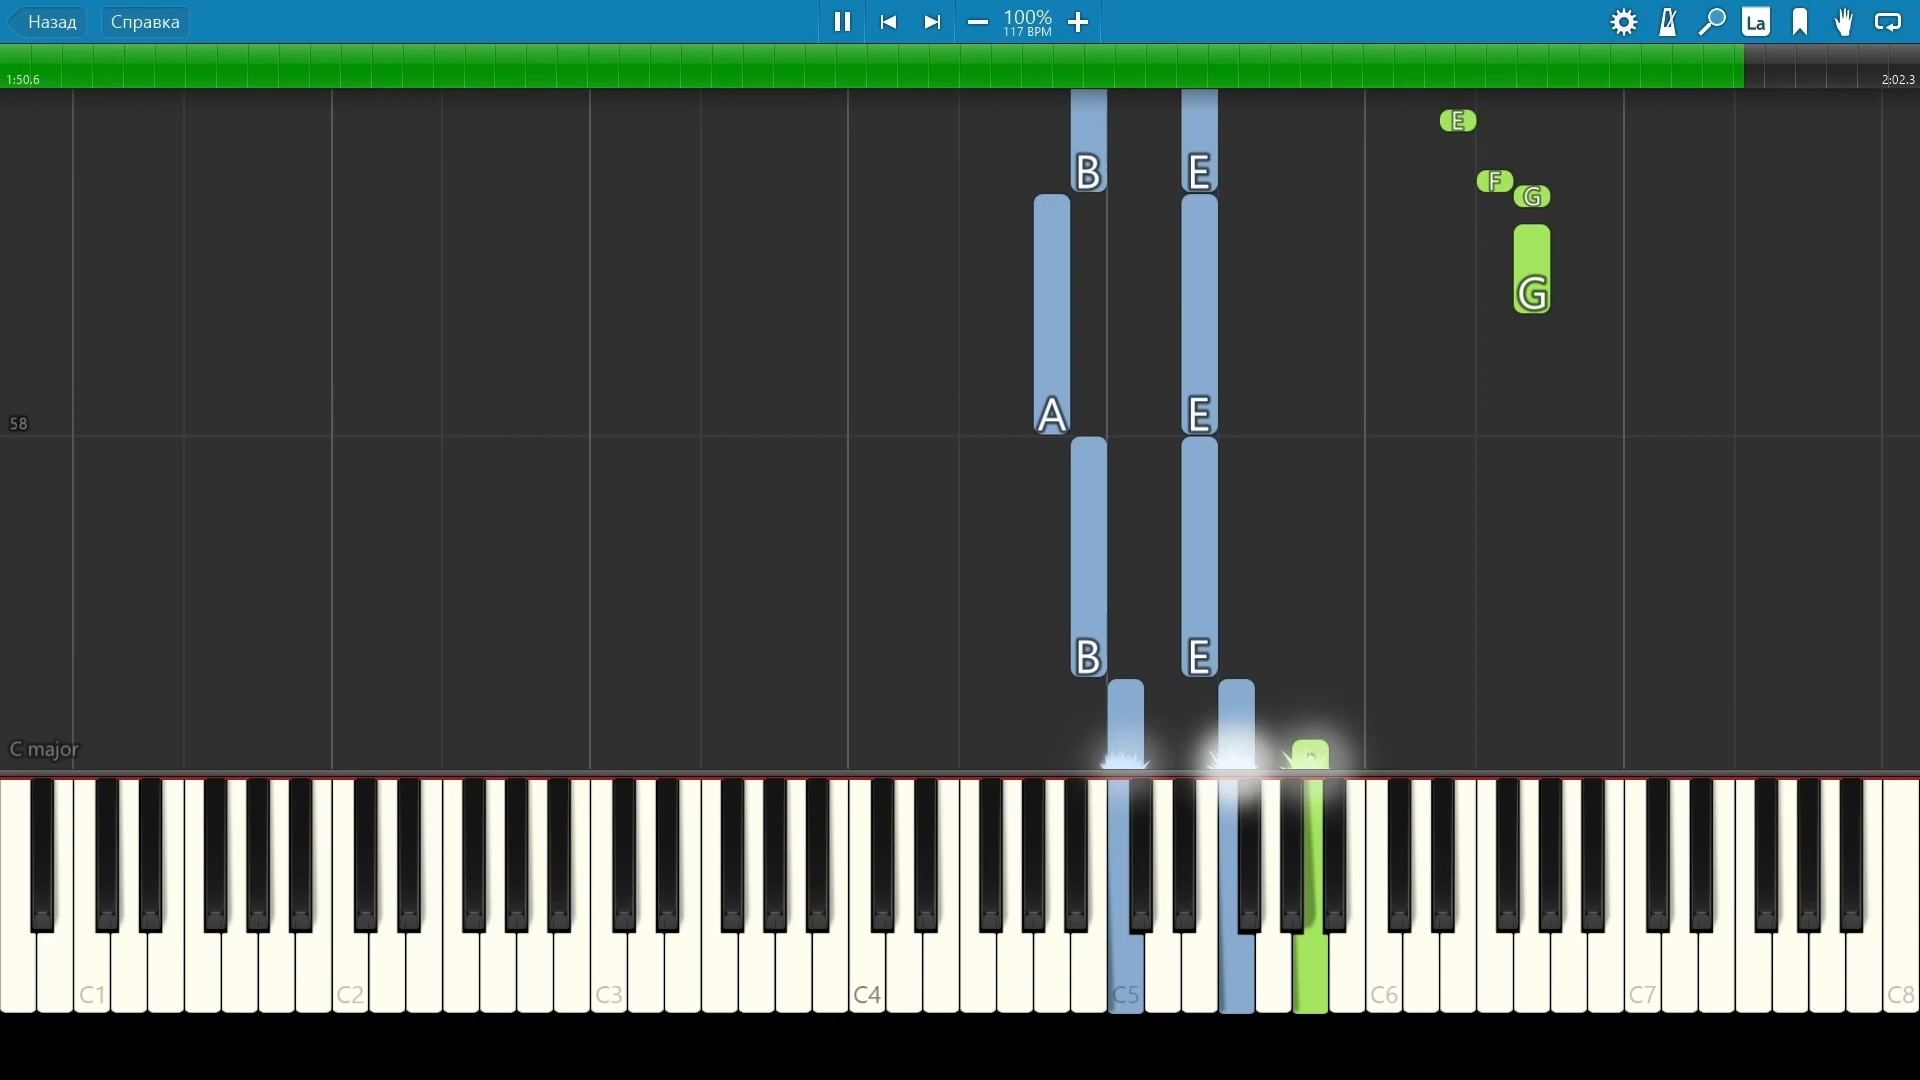 Назад
Справка
100%
117 BPM
La
1:50,6
2:02.3
E
B
E
F
G
G
A
E
58
B
E
C major
C1
C2
C3
C4
C5
C6
C7
C8